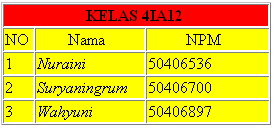 KELAS 4IA12
NO Nama NPM
1 Nuraini 50406536
2 Suryaningrum 50406700
3 Wahyuni 50406897